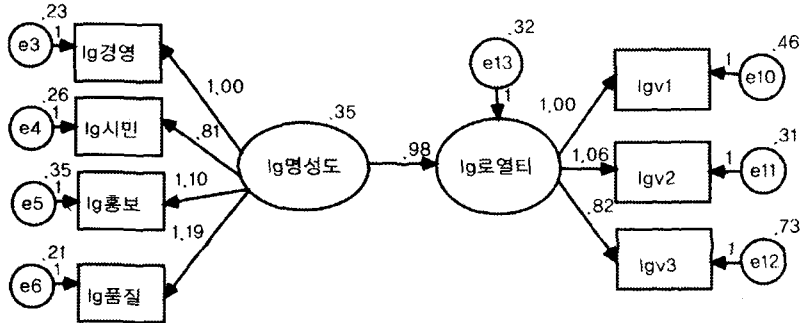 .23
e3
1
lg경영
1.00
.26
e4
1
lg시민
.81
.35
e5
1
lg홍보
1.10
.21
e6
1
lg품질
1.19
.35
lg명성도
.98
.32
e13
1
lg로열티
1.00
lgv1
1
.46
e10
1.06
lgv2
1
.31
e11
.82
lgv3
1
.73
e12